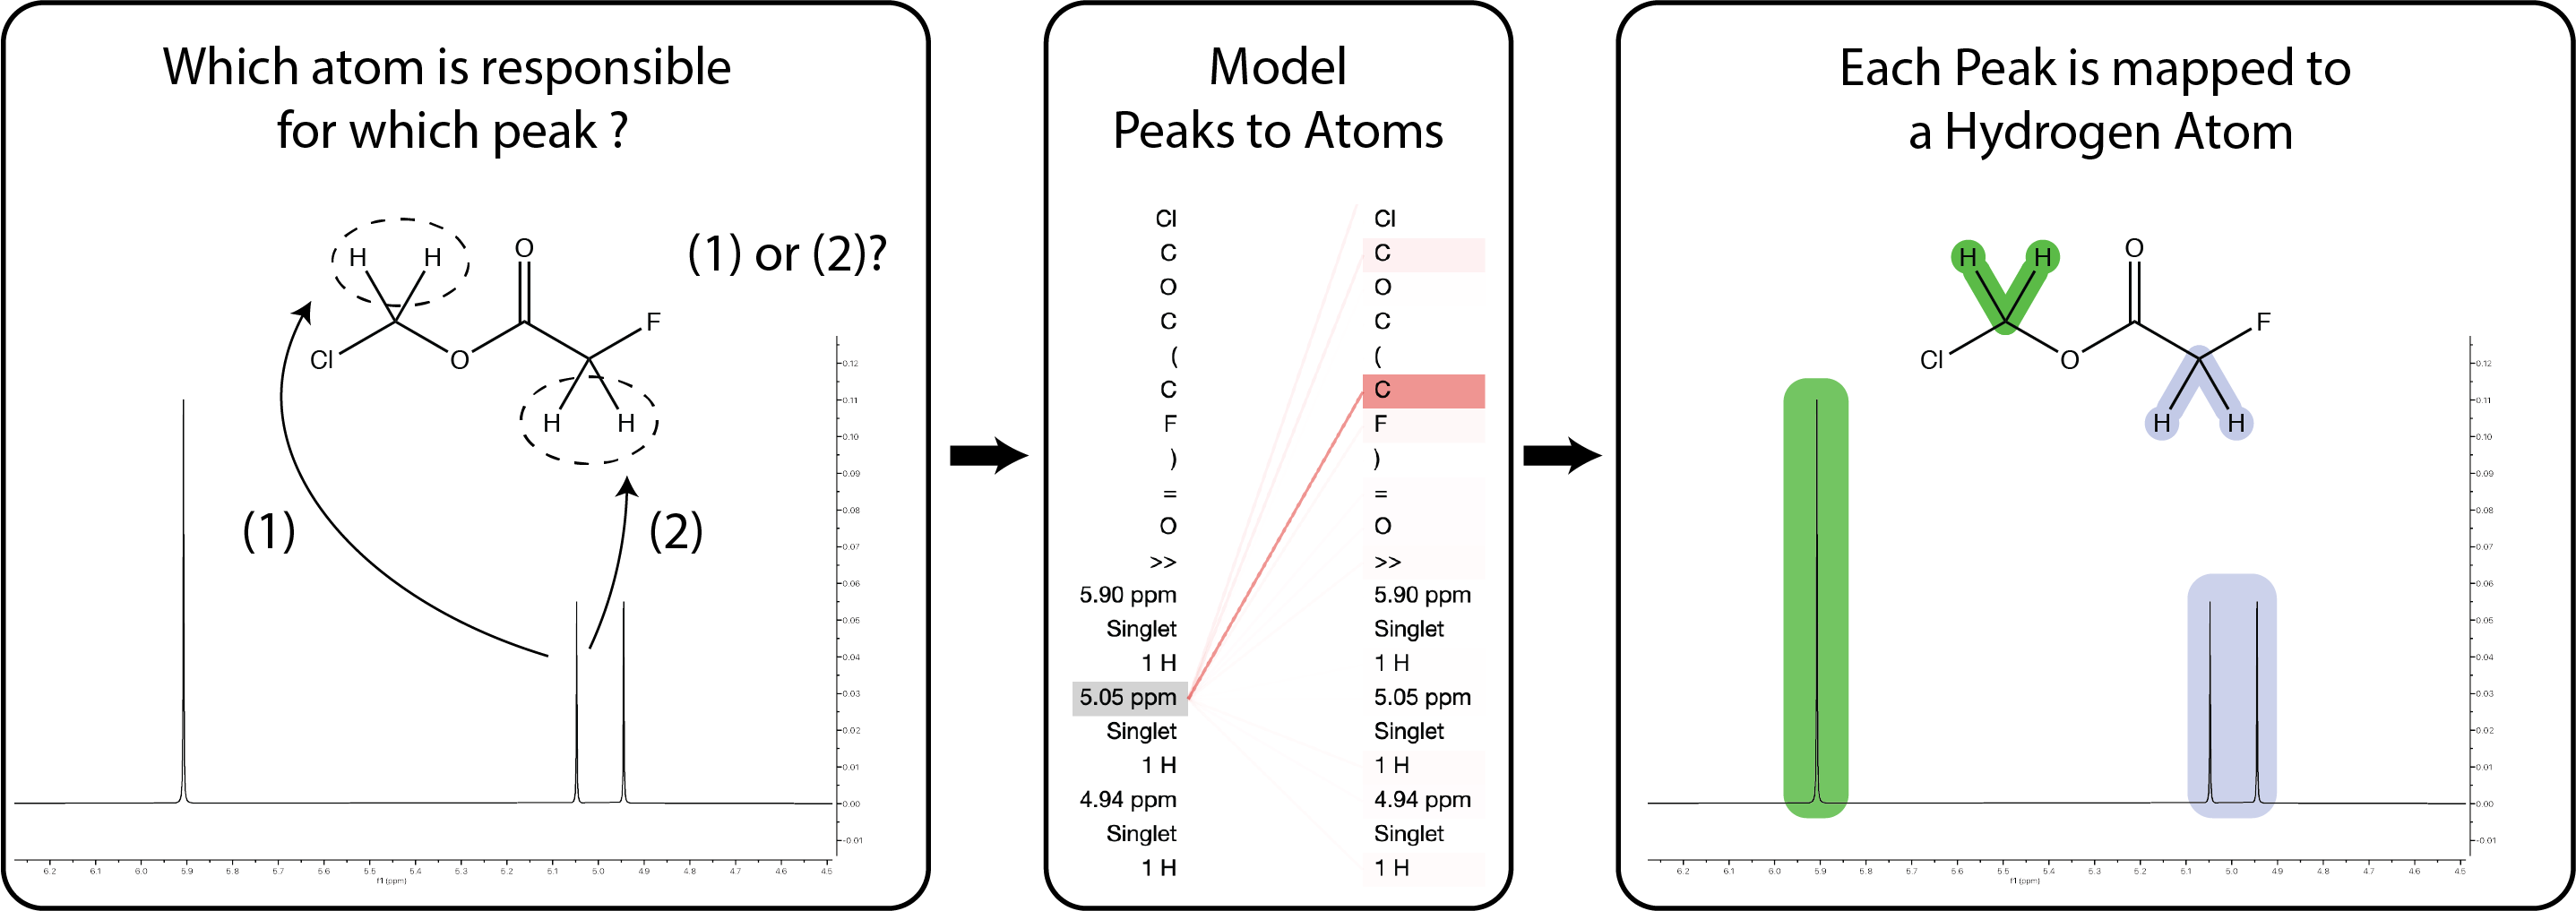 Which atom is responsible
for which peak ?
(1) or (2)?
H H O
F
Cl O
H H
(1)
(2)
0.12
0.11
0.10
0.09
0.08
0.07
0.06
0.05
0.04
0.03
0.02
0.01
0.00
-0.01
6.2 6.1 6.0 5.9 5.8 5.7 5.6 5.5 5.4 5.3 5.2 5.1 5.0 4.9 4.8 4.7 4.6 4.5
f1 (ppm)
Model
Peaks to Atoms
Cl Cl
C C
O O
C C
( (
C C
F F
) )
= =
O O
>> >>
5.90 ppm 5.90 ppm
Singlet Singlet
1 H 1 H
5.05 ppm 5.05 ppm
Singlet Singlet
1 H 1 H
4.94 ppm 4.94 ppm
Singlet Singlet
1 H 1 H
Each Peak is mapped to
a Hydrogen Atom
H H O
F
Cl O
H H
0.12
0.11
0.10
0.09
0.08
0.07
0.06
0.05
0.04
0.03
0.02
0.01
0.00
-0.01
6.2 6.1 6.0 5.9 5.8 5.7 5.6 5.5 5.4 5.3 5.2 5.1 5.0 4.9 4.8 4.7 4.6 4.5
f1 (ppm)